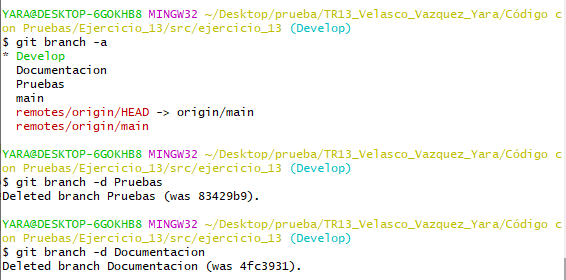 YARA@DESKTOP-6GOKHB8 MINGW32 ~/Desktop/prueba/TR13_Velasco_Vazquez_Yara/Código c
on Pruebas/Ejercicio_13/src/ejercicio_13 (Develop)
$ git branch -a
* Develop
  Documentacion
  Pruebas
  main
  remotes/origin/HEAD -> origin/main
  remotes/origin/main

YARA@DESKTOP-6GOKHB8 MINGW32 ~/Desktop/prueba/TR13_Velasco_Vazquez_Yara/Código c
on Pruebas/Ejercicio_13/src/ejercicio_13 (Develop)
$ git branch -d Pruebas
Deleted branch Pruebas (was 83429b9).

YARA@DESKTOP-6GOKHB8 MINGW32 ~/Desktop/prueba/TR13_Velasco_Vazquez_Yara/Código c
on Pruebas/Ejercicio_13/src/ejercicio_13 (Develop)
$ git branch -d Documentacion
Deleted branch Documentacion (was 4fc3931).